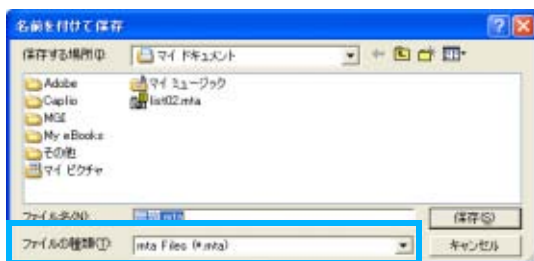 名前を付けて保存
保存する場所(I):
マイ ドキュメント
Adobe
Caplio
MGI
My eBooks
その他
マイ ピクチャ
マイ ミュージック
list02.mta
ファイル名(N):
保存(S)
ファイルの種類(T):
mta Files (*.mta)
キャンセル